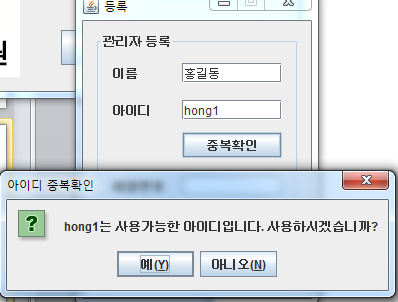 등록
관리자 등록
이름
홍길동
아이디
hong1
중복확인
아이디 중복확인
hong1는 사용가능한 아이디입니다. 사용하시겠습니까?
예(Y)
아니오(N)